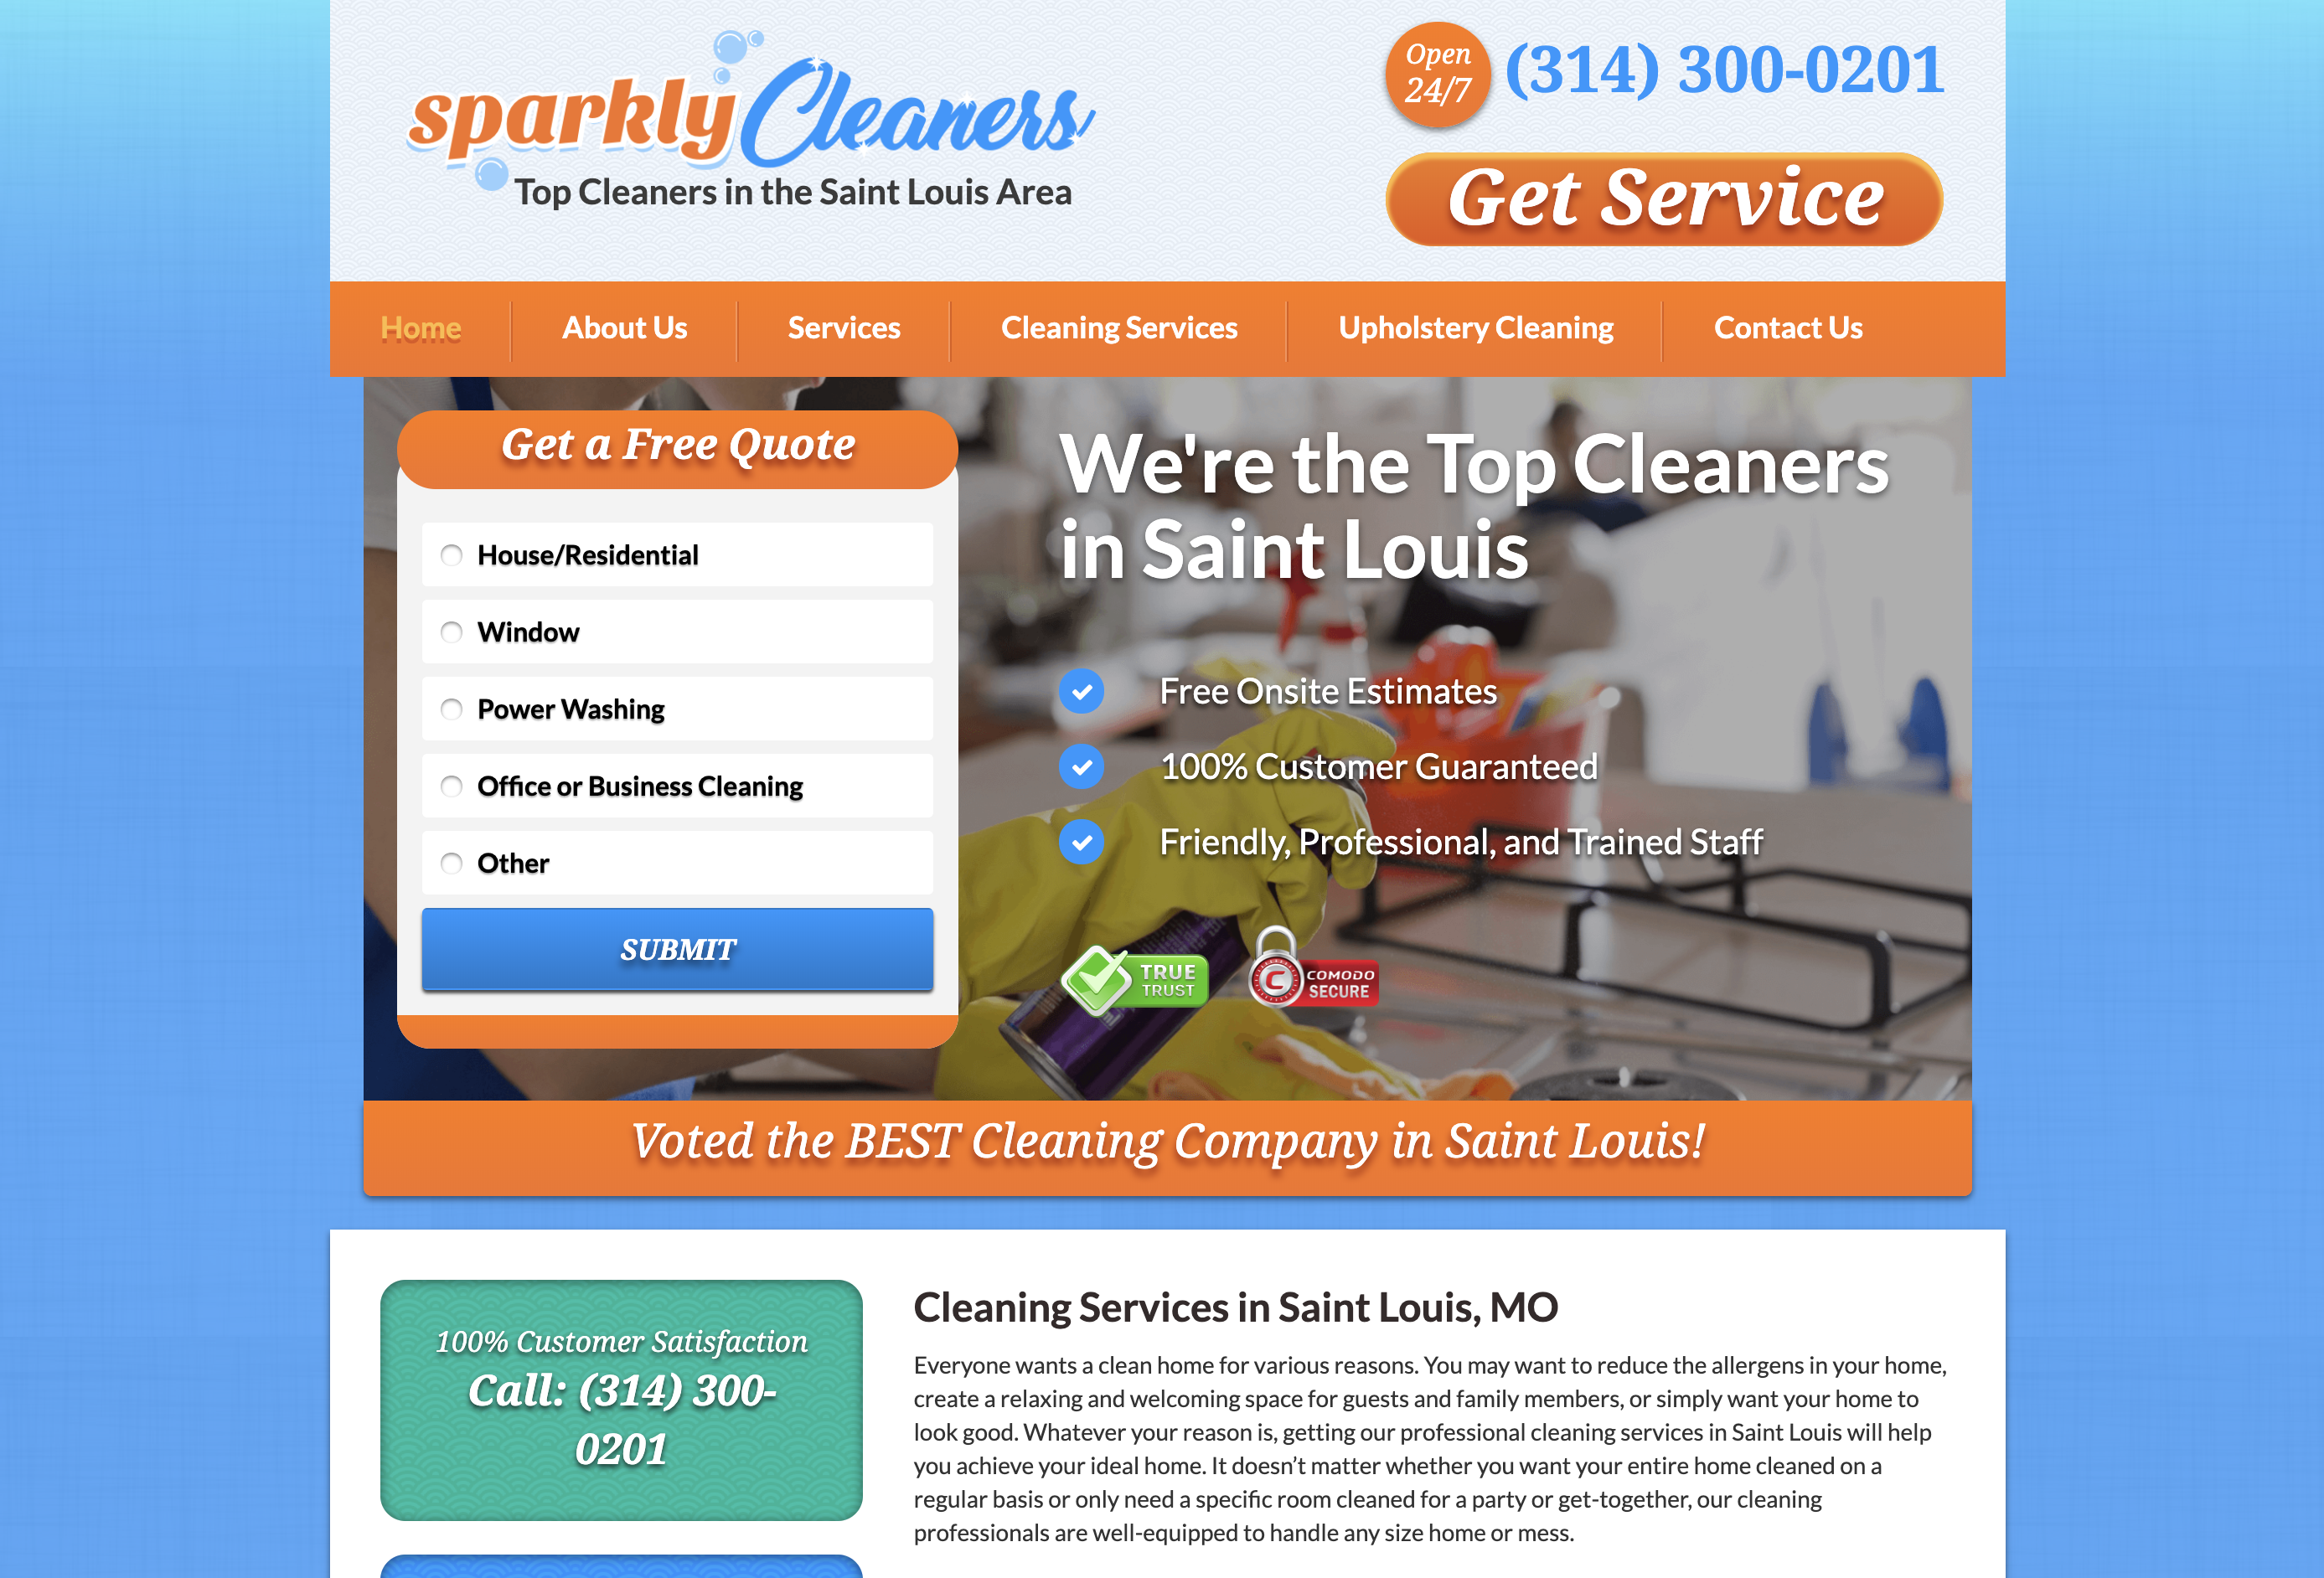 sparkly Cleaners
Top Cleaners in the Saint Louis Area
Open
24/7
(314) 300-0201
Get Service
Home
About Us
Services
Cleaning Services
Upholstery Cleaning
Contact Us
Get a Free Quote
House/Residential
Window
Power Washing
Office or Business Cleaning
Other
SUBMIT
We're the Top Cleaners
in Saint Louis
Free Onsite Estimates
100% Customer Guaranteed
Friendly, Professional, and Trained Staff
TRUE
TRUST
C
COMODO
SECURE
Voted the BEST Cleaning Company in Saint Louis!
100% Customer Satisfaction
Call: (314) 300-
0201
Cleaning Services in Saint Louis, MO
Everyone wants a clean home for various reasons. You may want to reduce the allergens in your home,
create a relaxing and welcoming space for guests and family members, or simply want your home to
look good. Whatever your reason is, getting our professional cleaning services in Saint Louis will help
you achieve your ideal home. It doesn’t matter whether you want your entire home cleaned on a
regular basis or only need a specific room cleaned for a party or get-together, our cleaning
professionals are well-equipped to handle any size home or mess.